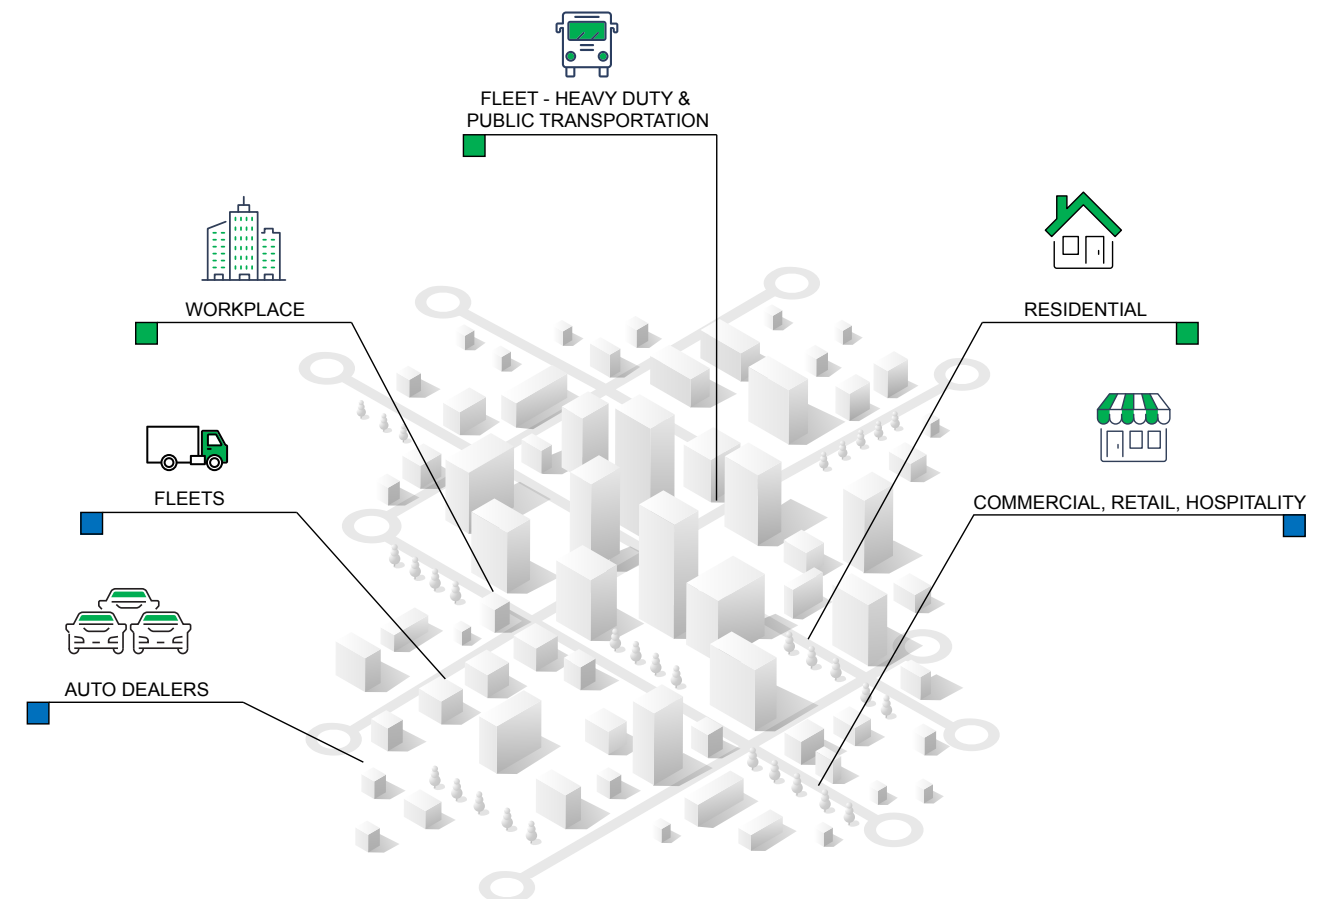 FLEET - HEAVY DUTY &
PUBLIC TRANSPORTATION
WORKPLACE
RESIDENTIAL
FLEETS
COMMERCIAL, RETAIL, HOSPITALITY
AUTO DEALERS